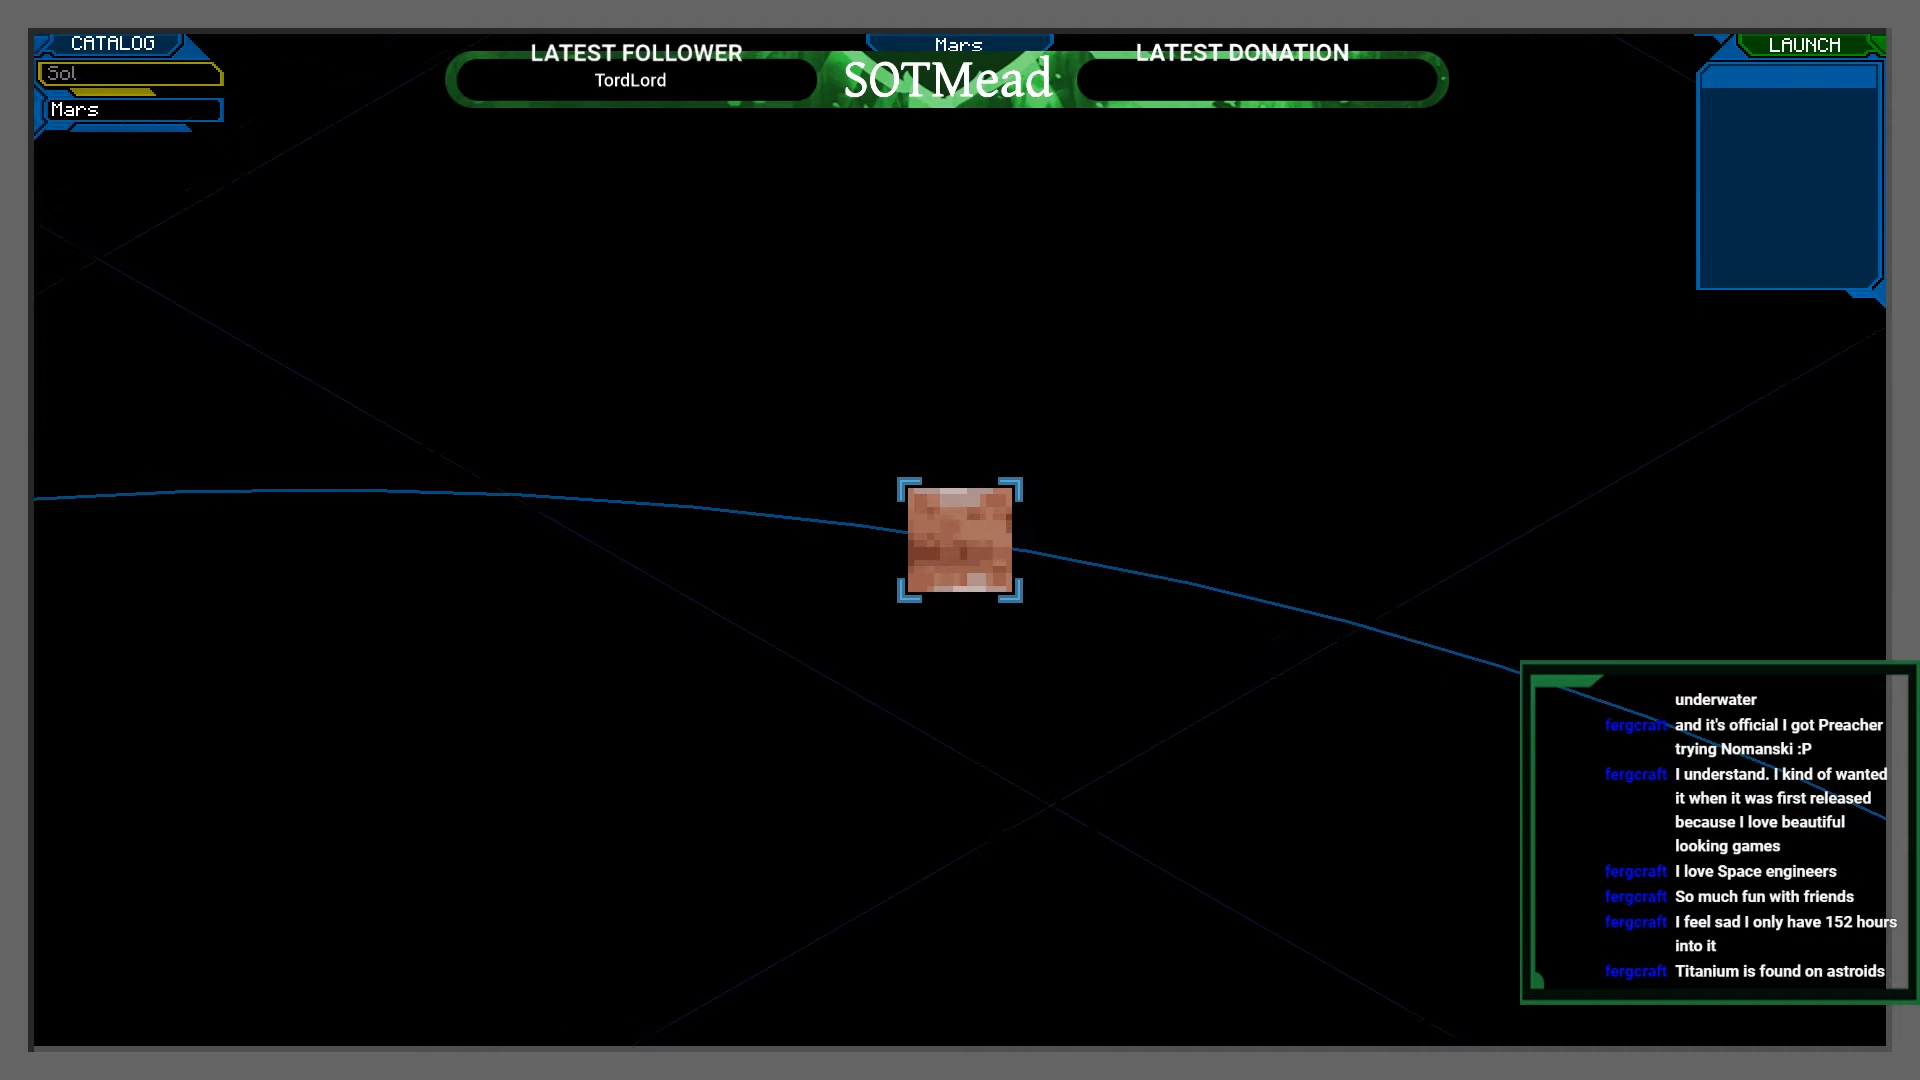 CATALOG
Sol
Mars
LATEST FOLLOWER
TordLord
Mars
SOTMead
LATEST DONATION
LAUNCH
underwater
fergcraft and it's official I got Preacher
trying Nomanski :P
fergcraft I understand. I kind of wanted
it when it was first released
because I love beautiful
looking games
fergcraft I love Space engineers
fergcraft So much fun with friends
fergcraft I feel sad I only have 152 hours
into it
fergcraft Titanium is found on astroids